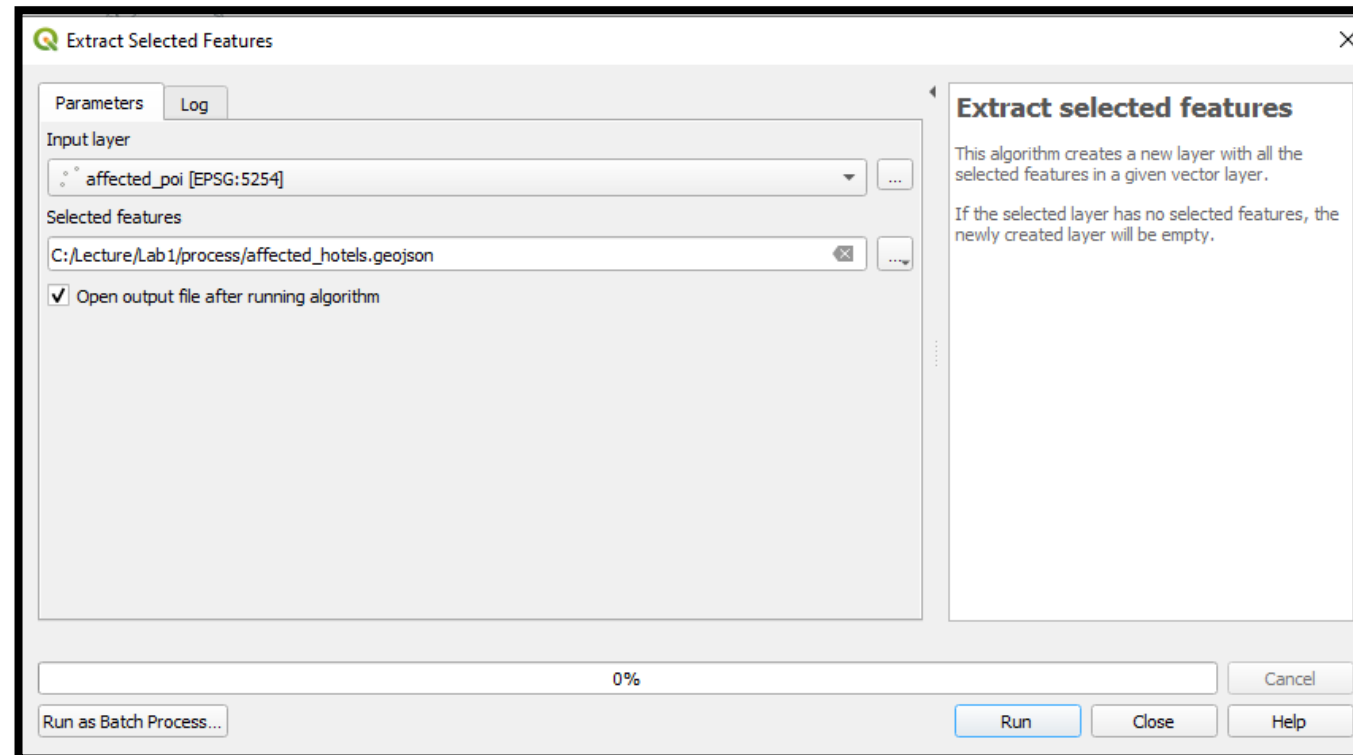 Extract Selected Features
Parameters
Log
Input layer
affected_poi [EPSG:5254]
...
Selected features
C:/Lecture/Lab1/process/affected_hotels.geojson
...
Open output file after running algorithm
Extract selected features
This algorithm creates a new layer with all the
selected features in a given vector layer.
If the selected layer has no selected features, the
newly created layer will be empty.
0%
Cancel
Run as Batch Process...
Run
Close
Help